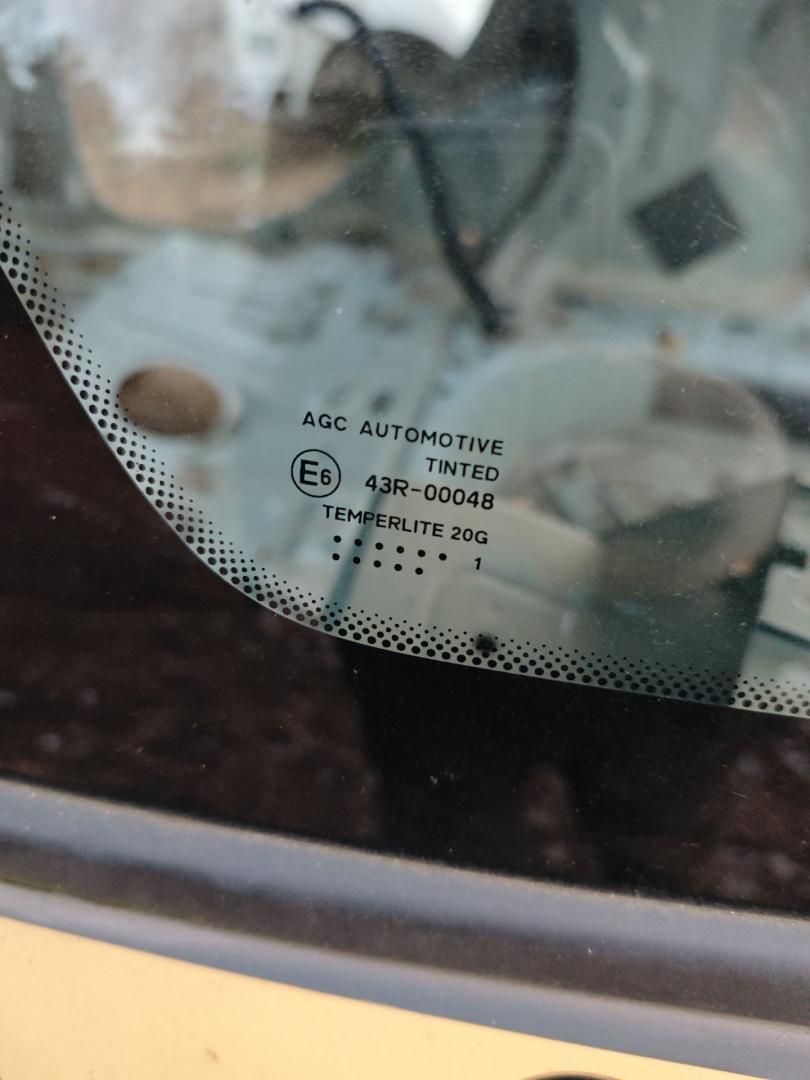 AGC AUTOMOTIVE
TINTED
E6 43R-00048
TEMPERLITE 20G
1